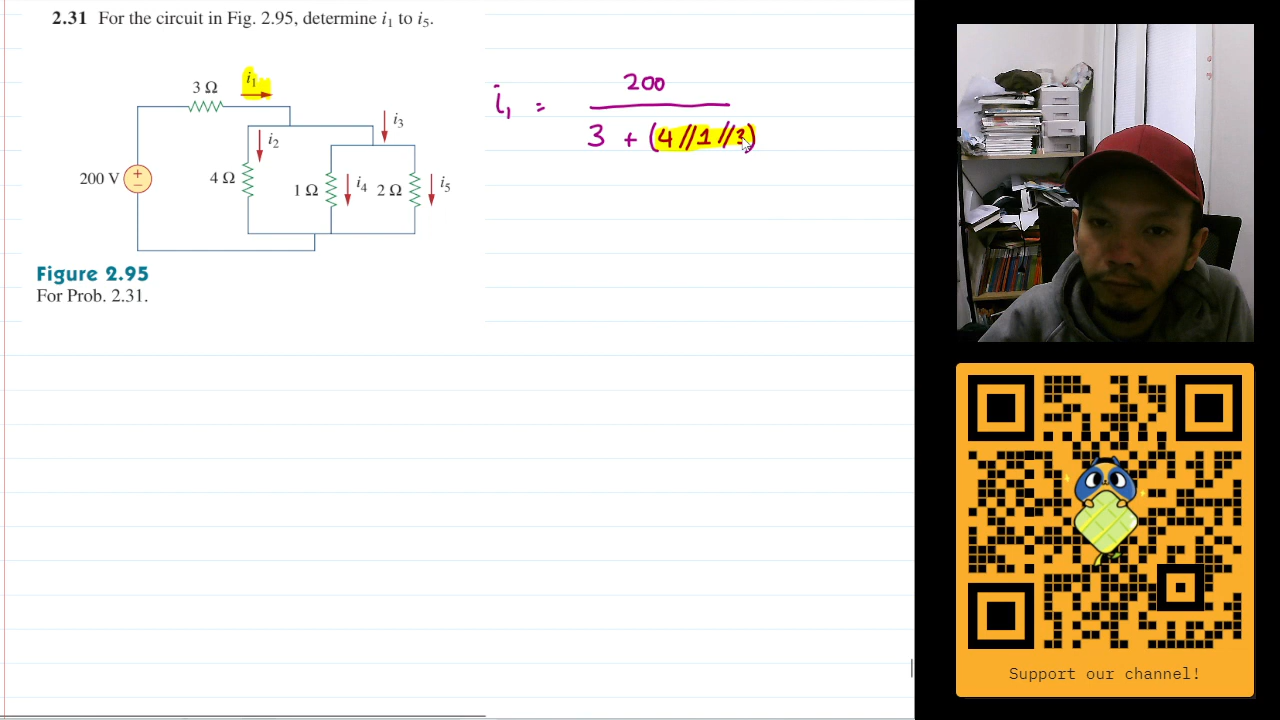 2.31 For the circuit in Fig. 2.95, determine i₁ to i₅.
3 Ω
i₁
i₃
i₂
200 V
+
−
4 Ω
1 Ω
i₄
2 Ω
i₅
Figure 2.95
For Prob. 2.31.
i₁ = 200
3 + (4//1//2)
Support our channel!